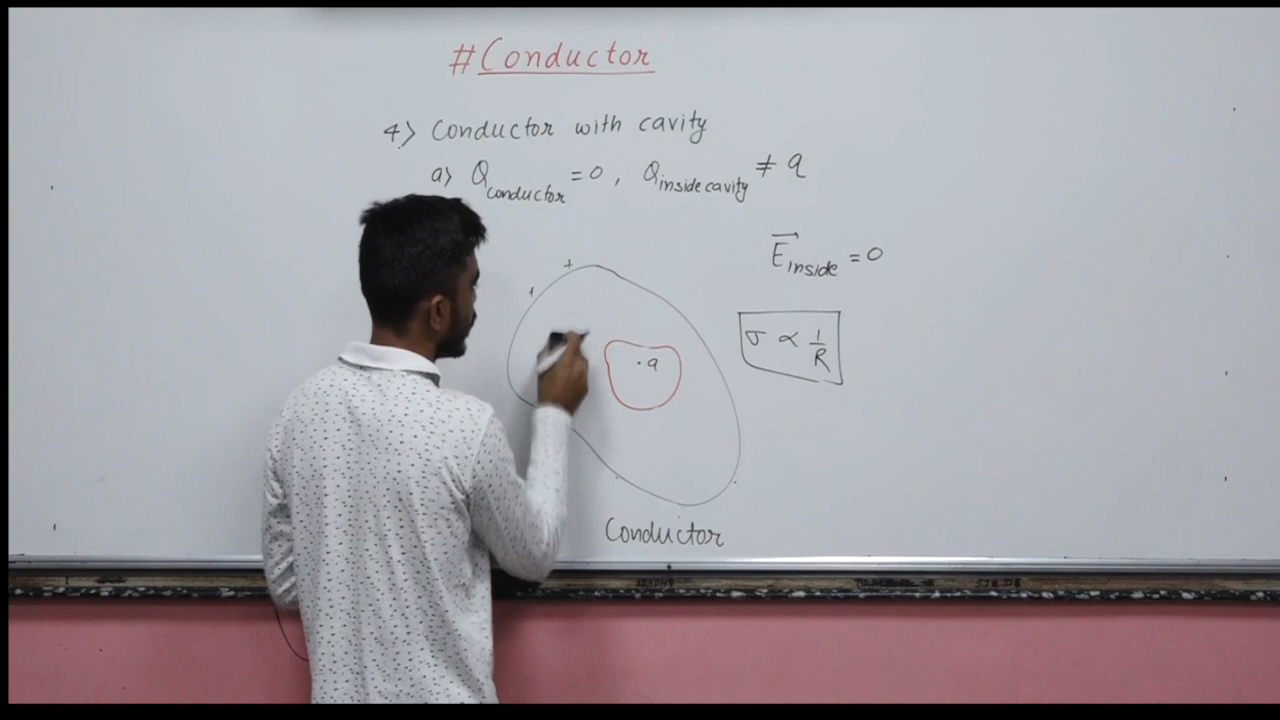 #Conductor
4> Conductor with cavity
a> Qconductor = 0, Qinside cavity ≠ q
E⃗inside = 0
σ ∝ 1/R
+
+
. q
Conductor